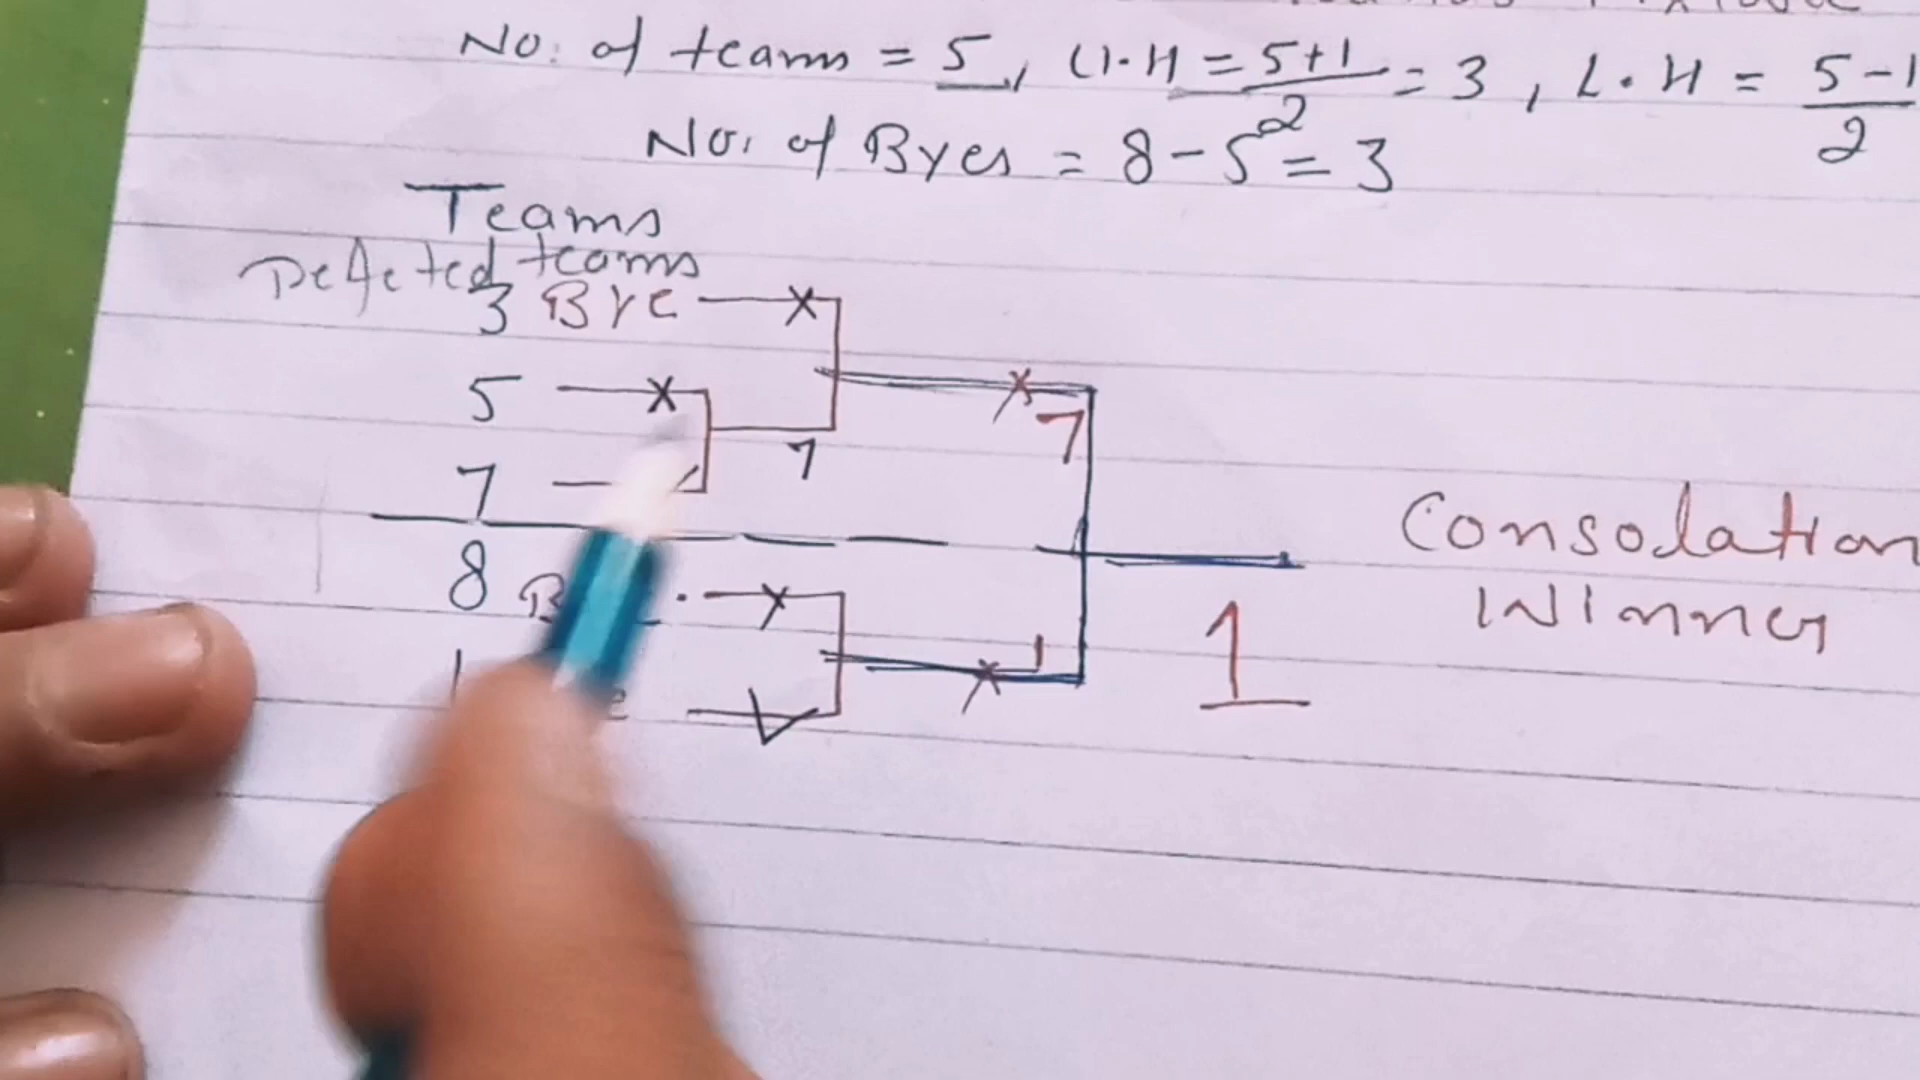 No. of teams = 5, U.H = 5+1/2 = 3, L.H = 5-1/2
No. of Byes = 8-5 = 3
Teams
Defeted teams
3 Bye
5
7
7
7
8
1
1
Consolation
Winner